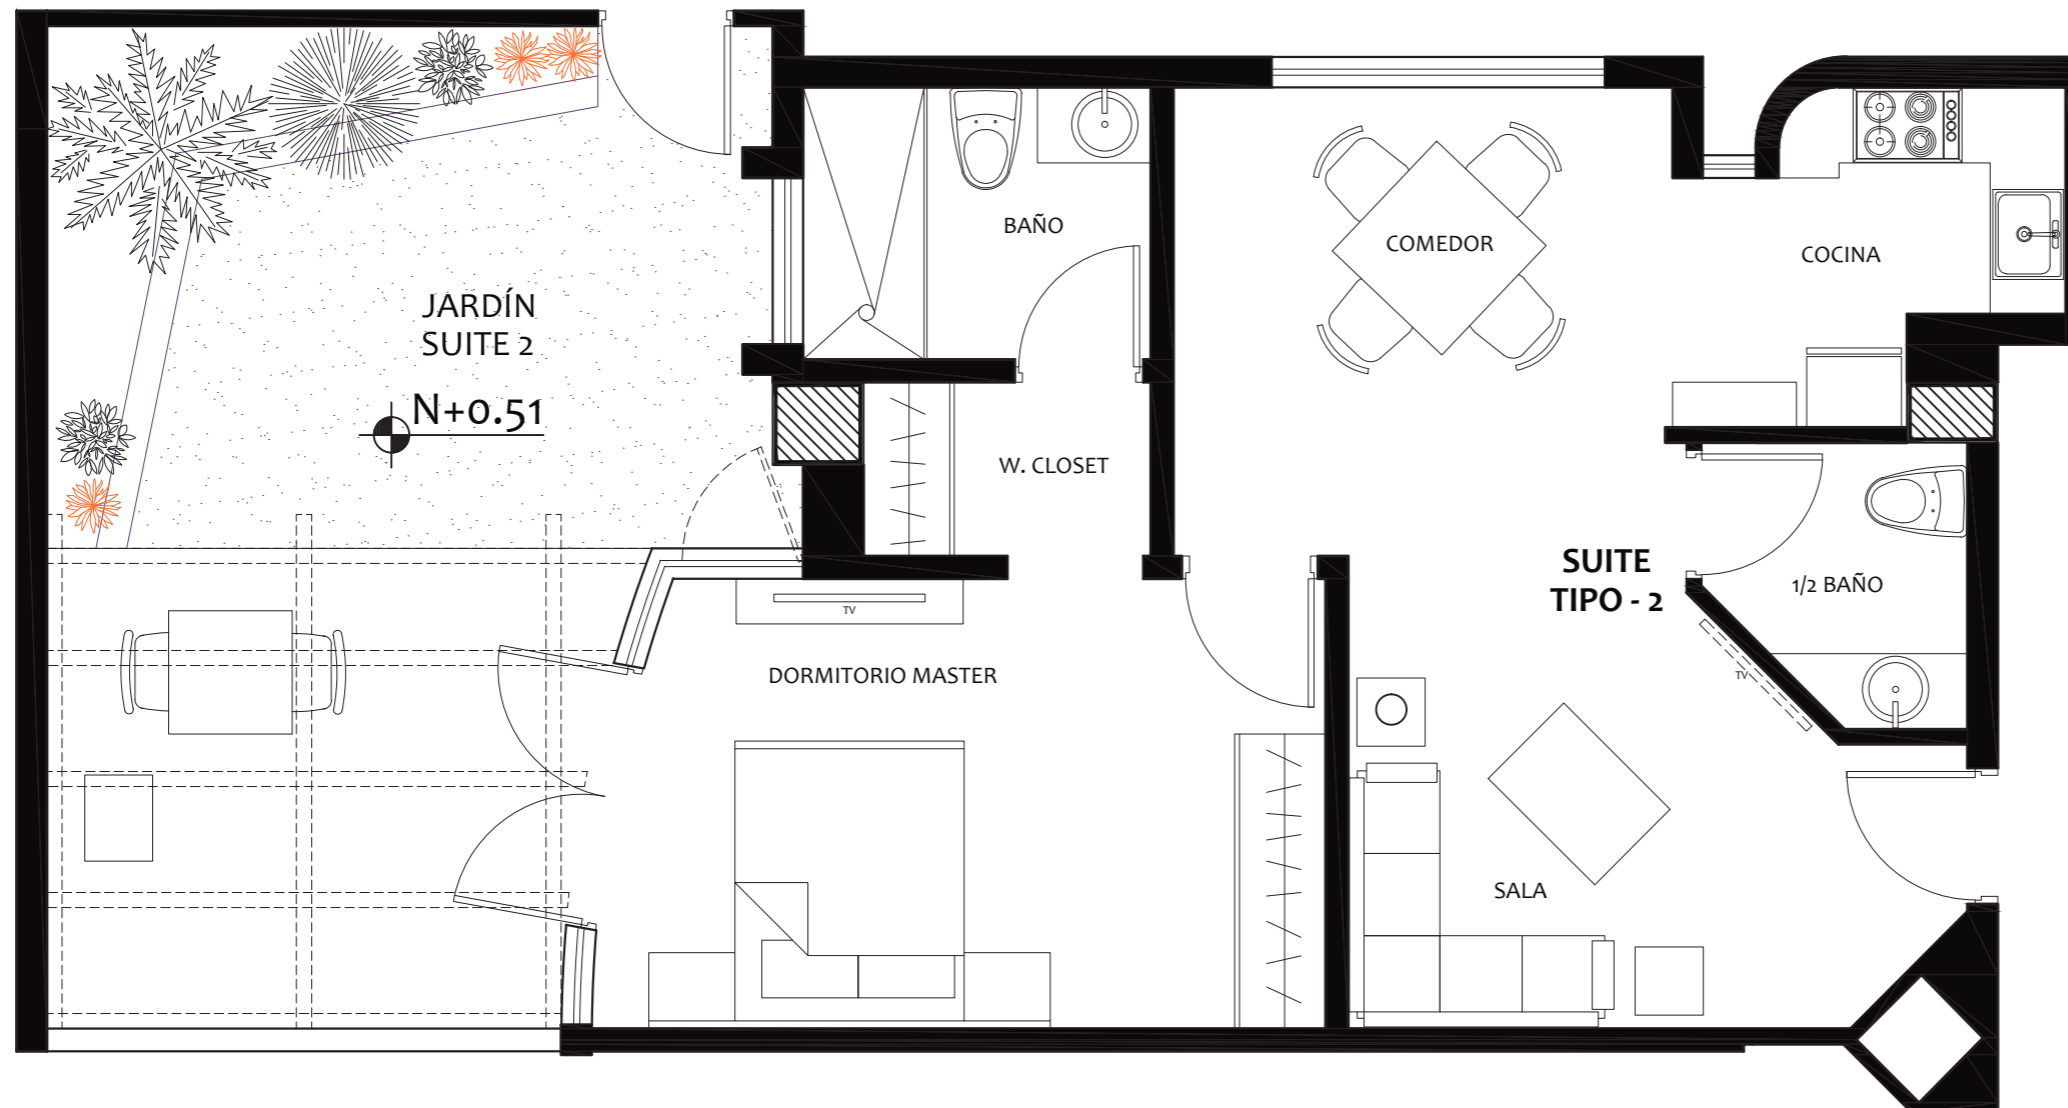 JARDÍN
SUITE 2
N+0.51
BAÑO
W. CLOSET
COMEDOR
COCINA
SUITE
TIPO - 2
1/2 BAÑO
TV
DORMITORIO MASTER
TV
SALA